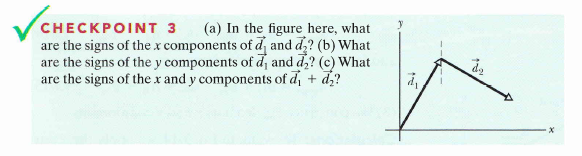 CHECKPOINT 3 (a) In the figure here, what
are the signs of the x components of d⃗₁ and d⃗₂? (b) What
are the signs of the y components of d⃗₁ and d⃗₂? (c) What
are the signs of the x and y components of d⃗₁ + d⃗₂?
y
d⃗₂
d⃗₁
x